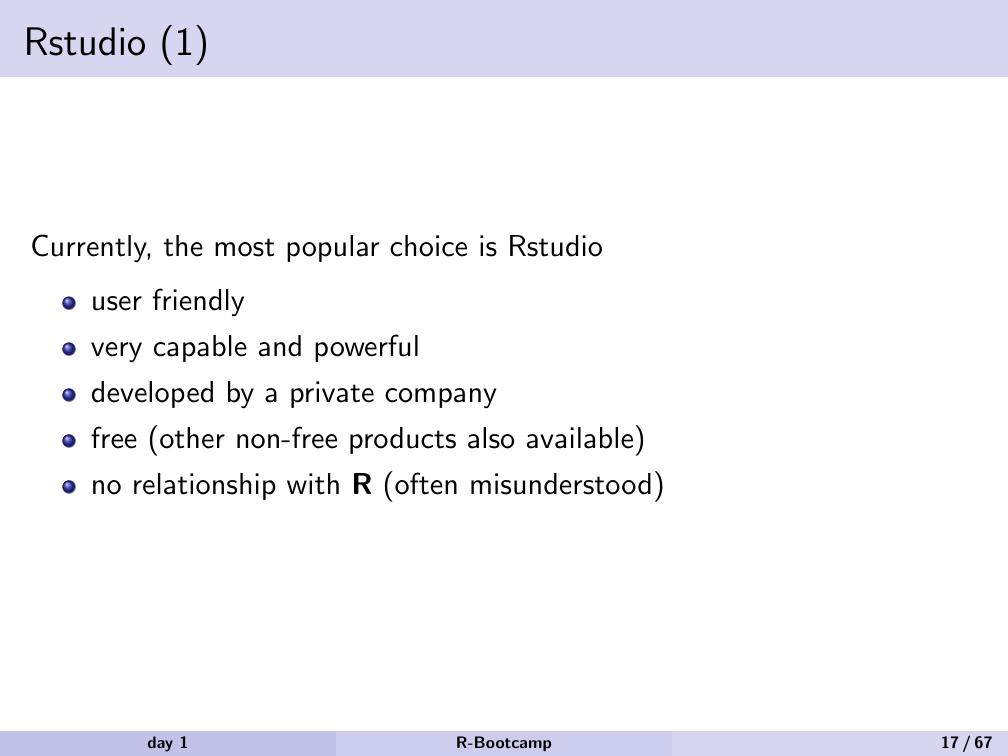 Rstudio (1)
Currently, the most popular choice is Rstudio
user friendly
very capable and powerful
developed by a private company
free (other non-free products also available)
no relationship with R (often misunderstood)
day 1 R-Bootcamp 17 / 67